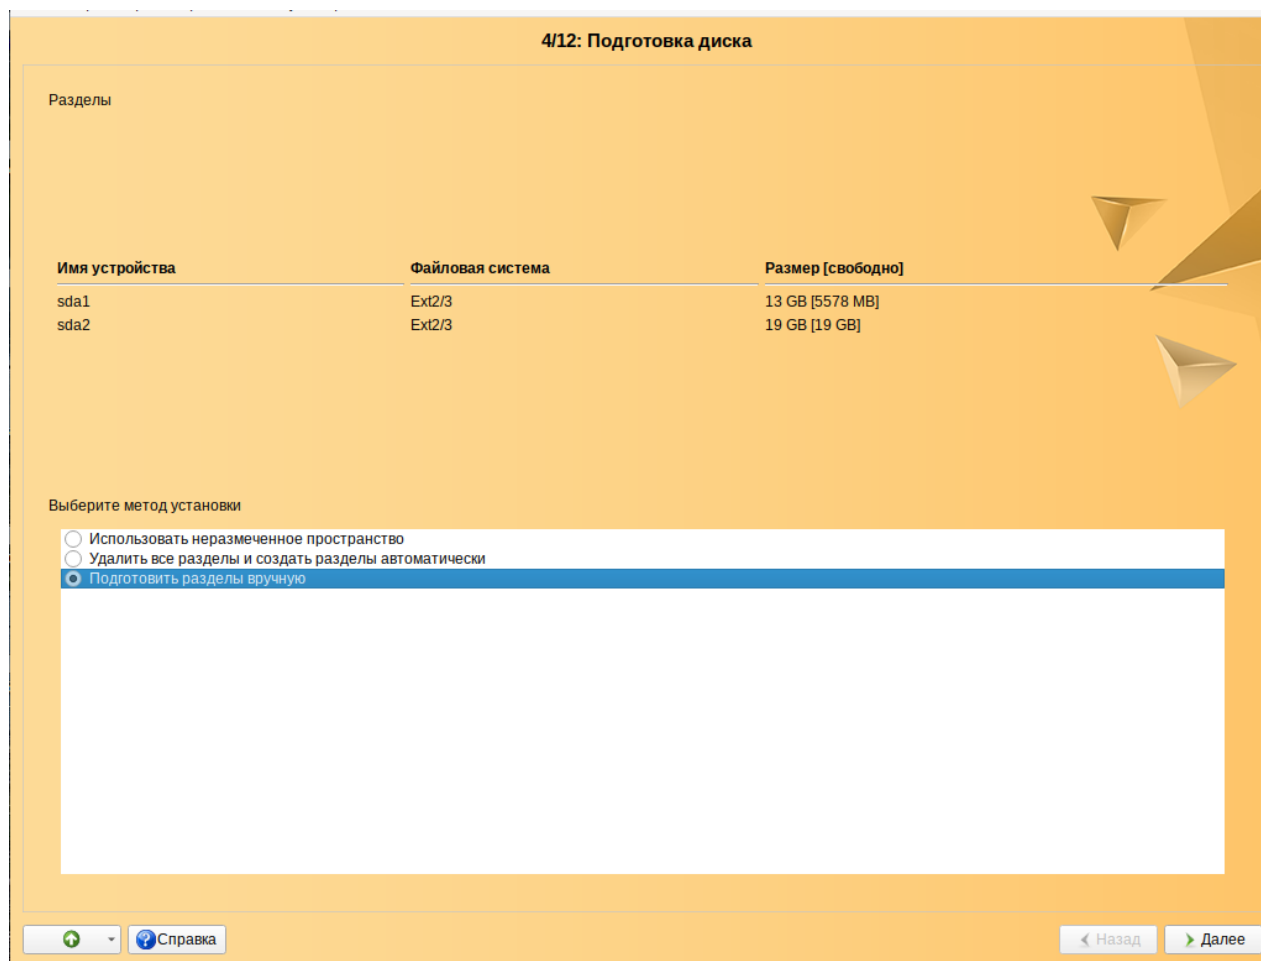 4/12: Подготовка диска
Разделы
Имя устройства Файловая система Размер [свободно]
sda1 Ext2/3 13 GB [5578 MB]
sda2 Ext2/3 19 GB [19 GB]
Выберите метод установки
Использовать неразмеченное пространство
Удалить все разделы и создать разделы автоматически
Подготовить разделы вручную
Справка Назад Далее